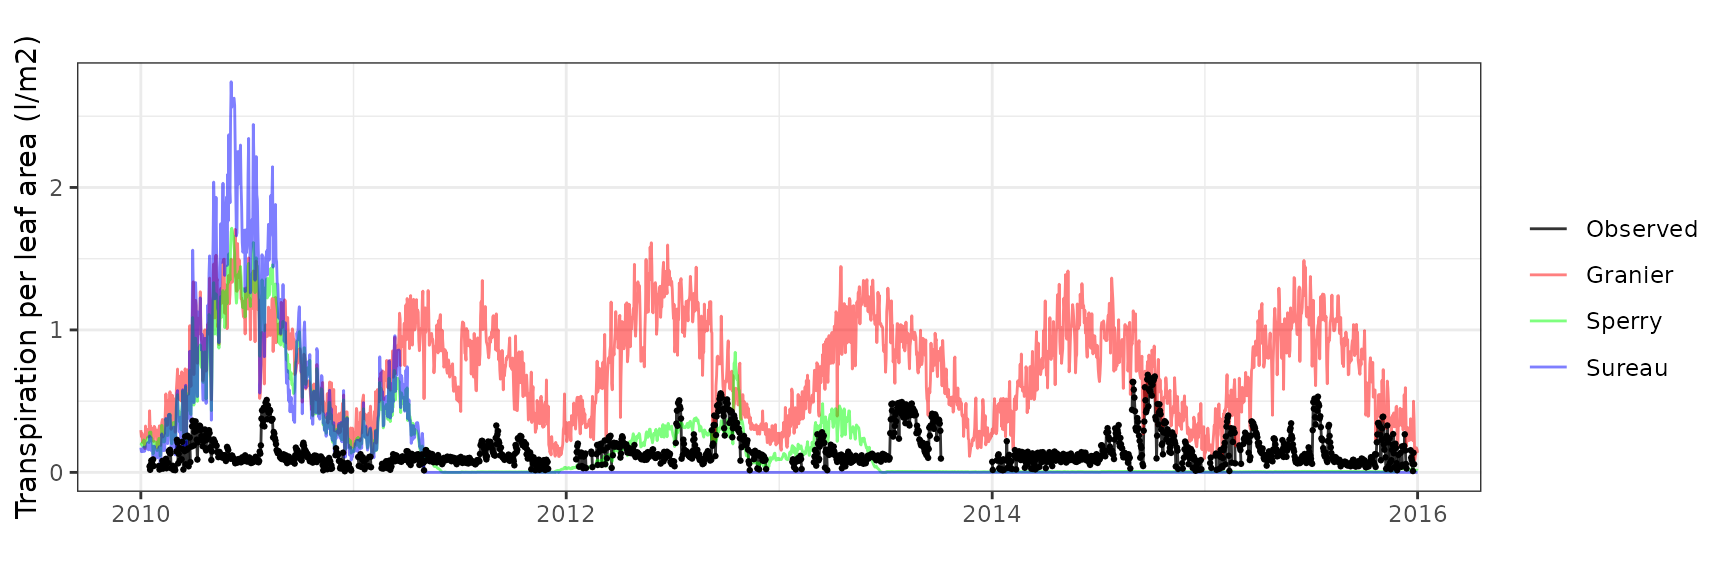 Transpiration per leaf area (l/m2)
2
1
0
2010
2012
2014
2016
Observed
Granier
Sperry
Sureau